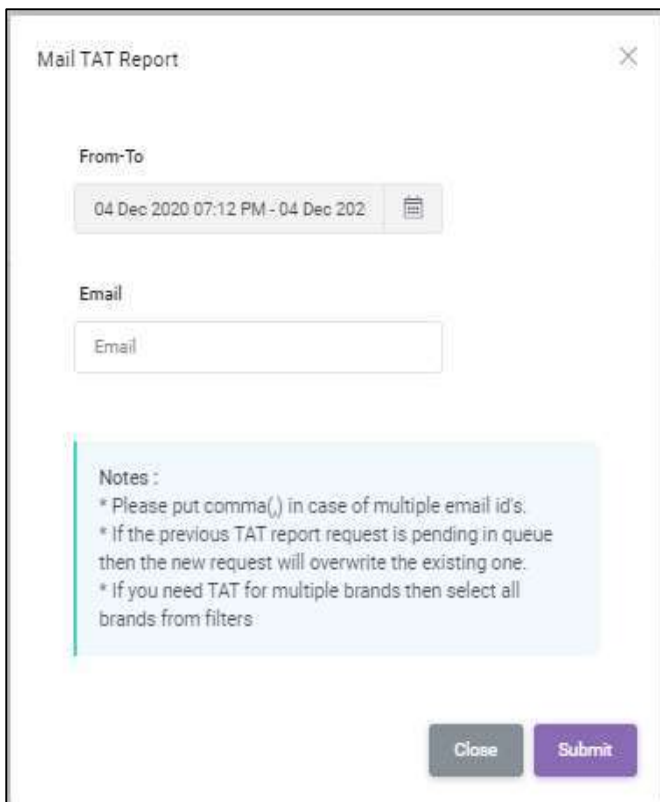 Mail TAT Report
From-To
04 Dec 2020 07:12 PM - 04 Dec 202
Email
Email
Notes :
* Please put comma(,) in case of multiple email id's.
* If the previous TAT report request is pending in queue
then the new request will overwrite the existing one.
* If you need TAT for multiple brands then select all
brands from filters
Close Submit